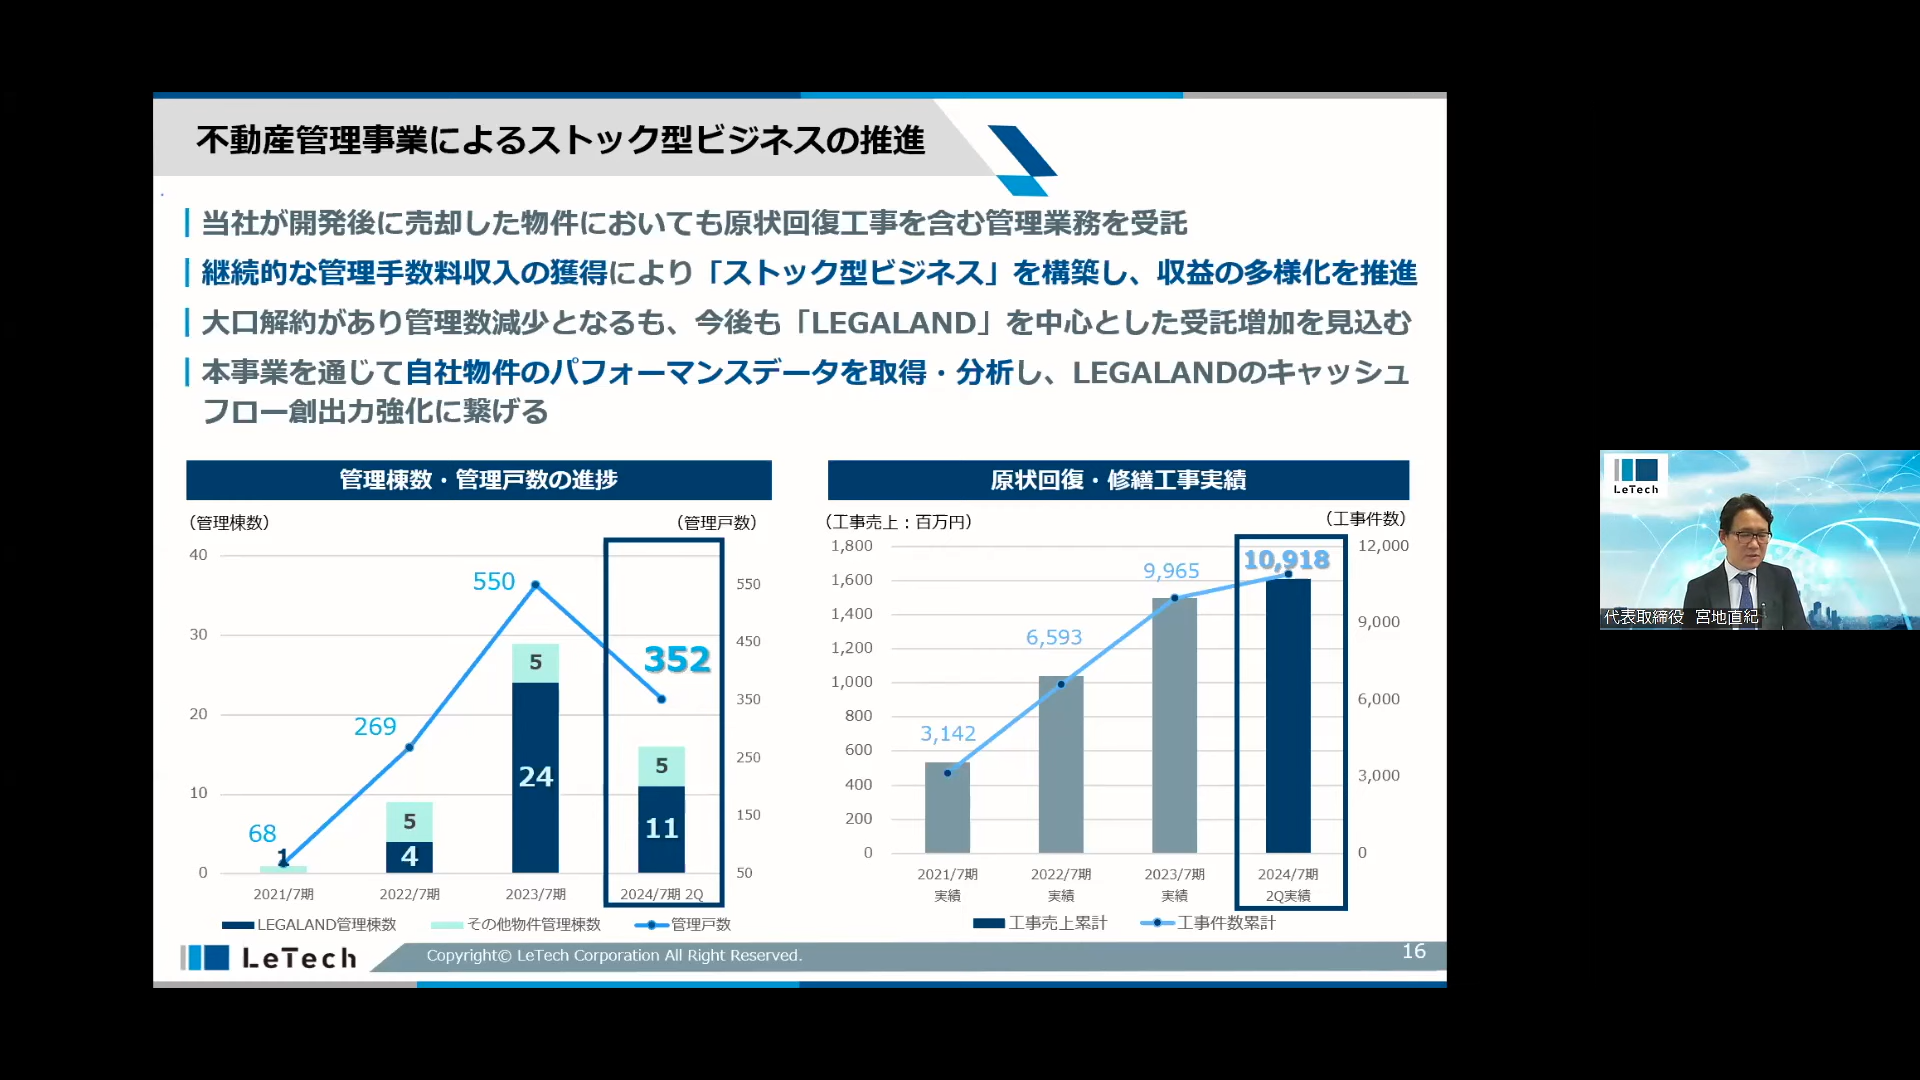 不動産管理事業によるストック型ビジネスの推進
当社が開発後に売却した物件においても原状回復工事を含む管理業務を受託
継続的な管理手数料収入の獲得により「ストック型ビジネス」を構築し、収益の多様化を推進
大口解約があり管理数減少となるも、今後も「LEGALAND」を中心とした受託増加を見込む
本事業を通じて自社物件のパフォーマンスデータを取得・分析し、LEGALANDのキャッシュ
フロー創出力強化に繋げる
管理棟数・管理戸数の進捗
（管理棟数）
（管理戸数）
40
30
20
10
0
550
450
350
250
150
50
68
269
550
352
1
5
4
5
24
5
11
2021/7期
2022/7期
2023/7期
2024/7期 2Q
LEGALAND管理棟数
その他物件管理棟数
管理戸数
原状回復・修繕工事実績
（工事売上：百万円）
（工事件数）
1,800
1,600
1,400
1,200
1,000
800
600
400
200
0
12,000
9,000
6,000
3,000
0
3,142
6,593
9,965
10,918
2021/7期
実績
2022/7期
実績
2023/7期
実績
2024/7期
2Q実績
工事売上累計
工事件数累計
LeTech
Copyright© LeTech Corporation All Right Reserved.
16
LeTech
代表取締役 宮地直紀